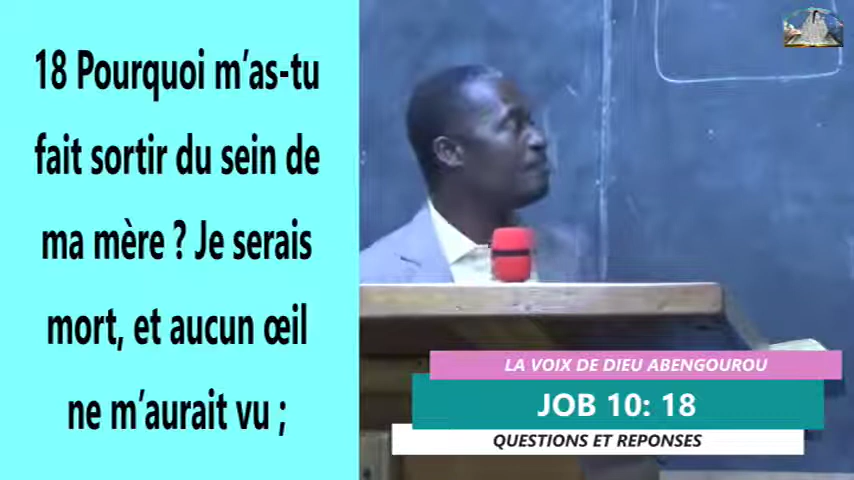 18 Pourquoi m'as-tu
fait sortir du sein de
ma mère ? Je serais
mort, et aucun œil
ne m'aurait vu ;
LA VOIX DE DIEU ABENGOUROU
JOB 10: 18
QUESTIONS ET REPONSES